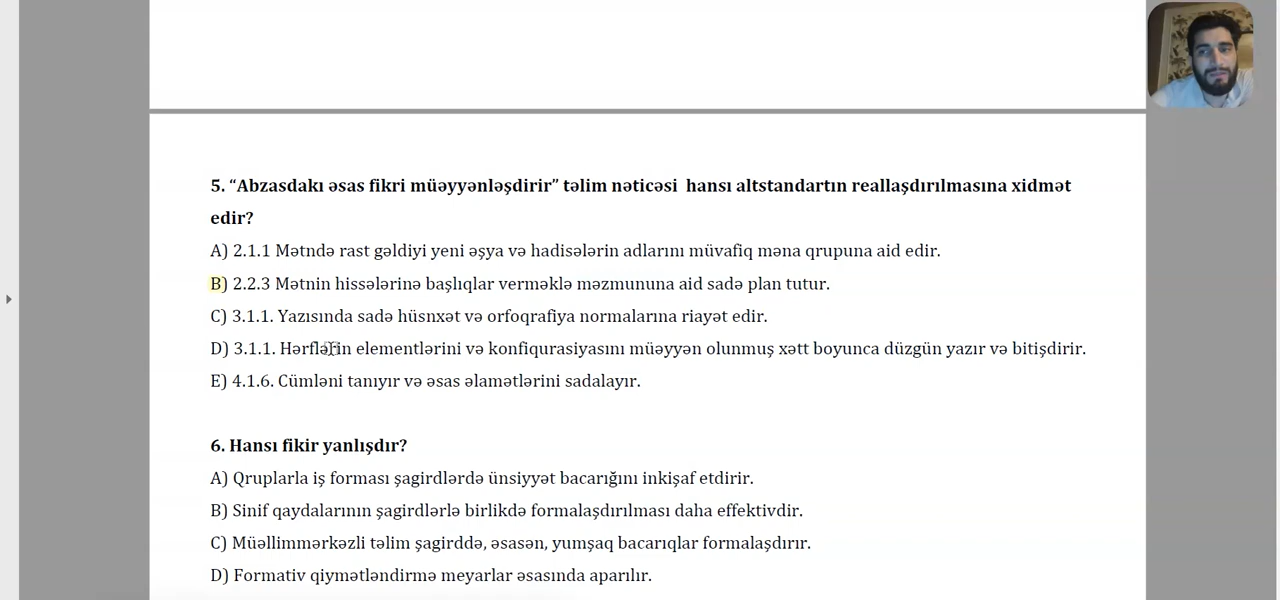 5. “Abzasdakı əsas fikri müəyyənləşdirir” təlim nəticəsi hansı altstandartın reallaşdırılmasına xidmət
edir?
A) 2.1.1 Mətndə rast gəldiyi yeni əşya və hadisələrin adlarını müvafiq məna qrupuna aid edir.
B) 2.2.3 Mətnin hissələrinə başlıqlar verməklə məzmununa aid sadə plan tutur.
C) 3.1.1. Yazısında sadə hüsnxət və orfoqrafiya normalarına riayət edir.
D) 3.1.1. Hərflərin elementlərini və konfiqurasiyasını müəyyən olunmuş xətt boyunca düzgün yazır və bitişdirir.
E) 4.1.6. Cümləni tanıyır və əsas əlamətlərini sadalayır.
6. Hansı fikir yanlışdır?
A) Qruplarla iş forması şagirdlərdə ünsiyyət bacarığını inkişaf etdirir.
B) Sinif qaydalarının şagirdlərlə birlikdə formalaşdırılması daha effektivdir.
C) Müəllimmərkəzli təlim şagirddə, əsasən, yumşaq bacarıqlar formalaşdırır.
D) Formativ qiymətləndirmə meyarlar əsasında aparılır.